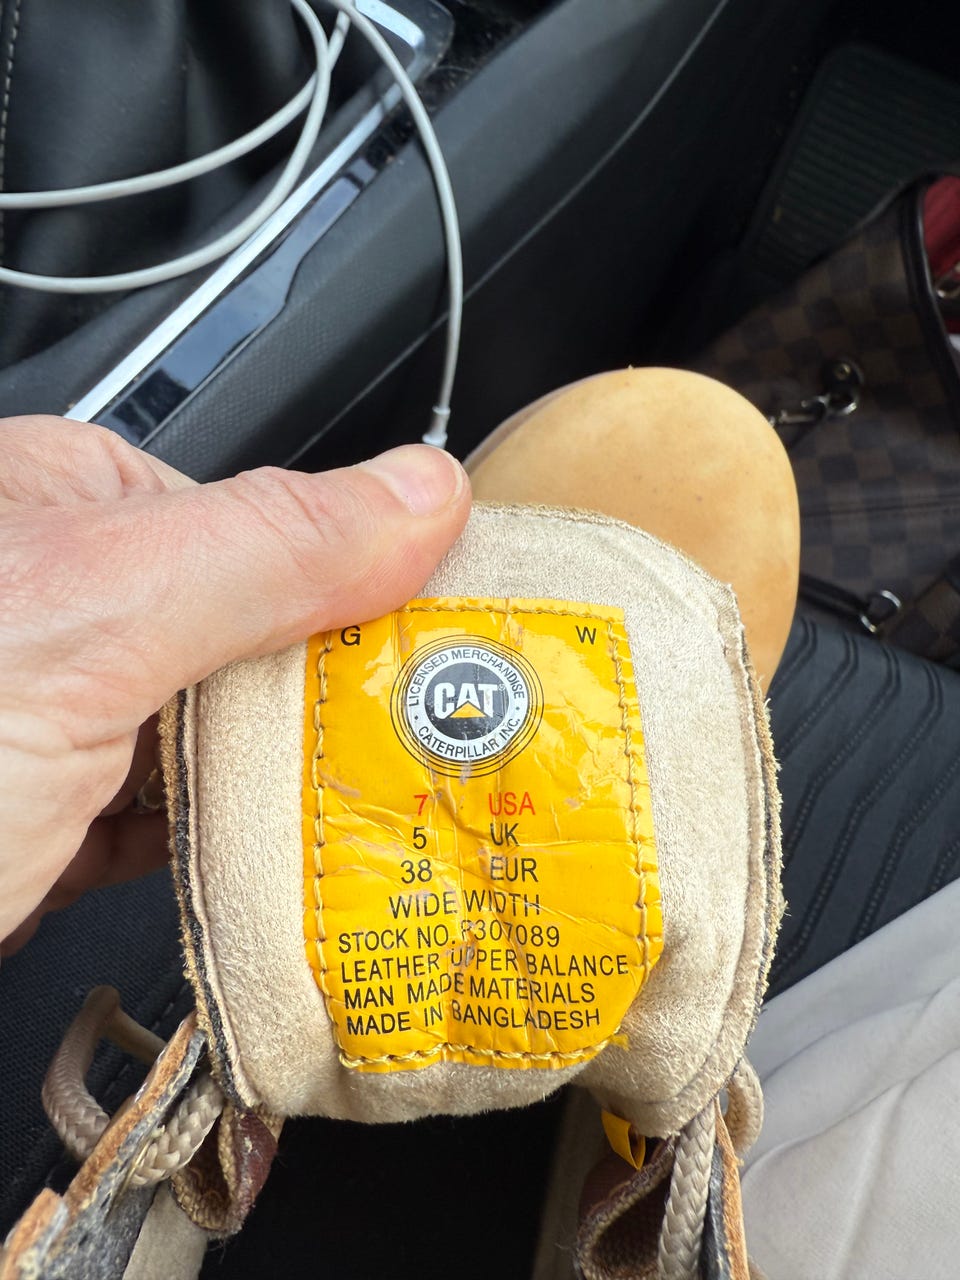 G W
LICENSED MERCHANDISE
CAT®
CATERPILLAR INC.
7 USA
5 UK
38 EUR
WIDE WIDTH
STOCK NO. P307089
LEATHER UPPER BALANCE
MAN MADE MATERIALS
MADE IN BANGLADESH